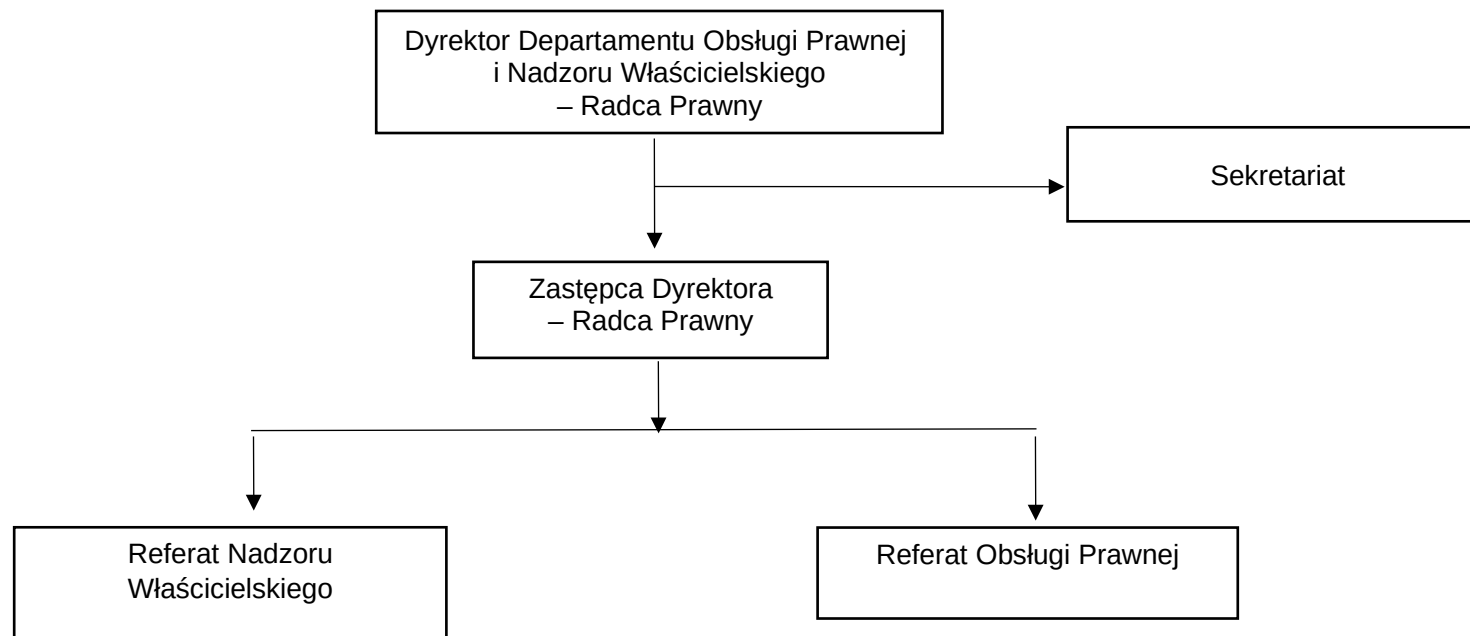 Dyrektor Departamentu Obsługi Prawnej
i Nadzoru Właścicielskiego
– Radca Prawny
Sekretariat
Zastępca Dyrektora
– Radca Prawny
Referat Nadzoru
Właścicielskiego
Referat Obsługi Prawnej